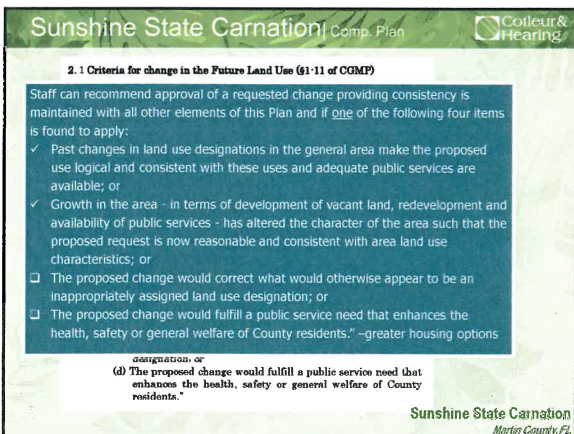 Sunshine State Carnation| Comp. Plan
Cotleur&
Hearing
2. 1 Criteria for change in the Future Land Use (§1-11 of CGMP)
Staff can recommend approval of a requested change providing consistency is
maintained with all other elements of this Plan and if one of the following four items
is found to apply:
✓ Past changes in land use designations in the general area make the proposed
use logical and consistent with these uses and adequate public services are
available; or
✓ Growth in the area - in terms of development of vacant land, redevelopment and
availability of public services - has altered the character of the area such that the
proposed request is now reasonable and consistent with area land use
characteristics; or
❑ The proposed change would correct what would otherwise appear to be an
inappropriately assigned land use designation; or
❑ The proposed change would fulfill a public service need that enhances the
health, safety or general welfare of County residents." –greater housing options
designation, or
(d) The proposed change would fulfill a public service need that
enhances the health, safety or general welfare of County
residents."
Sunshine State Carnation
Martin County, FL